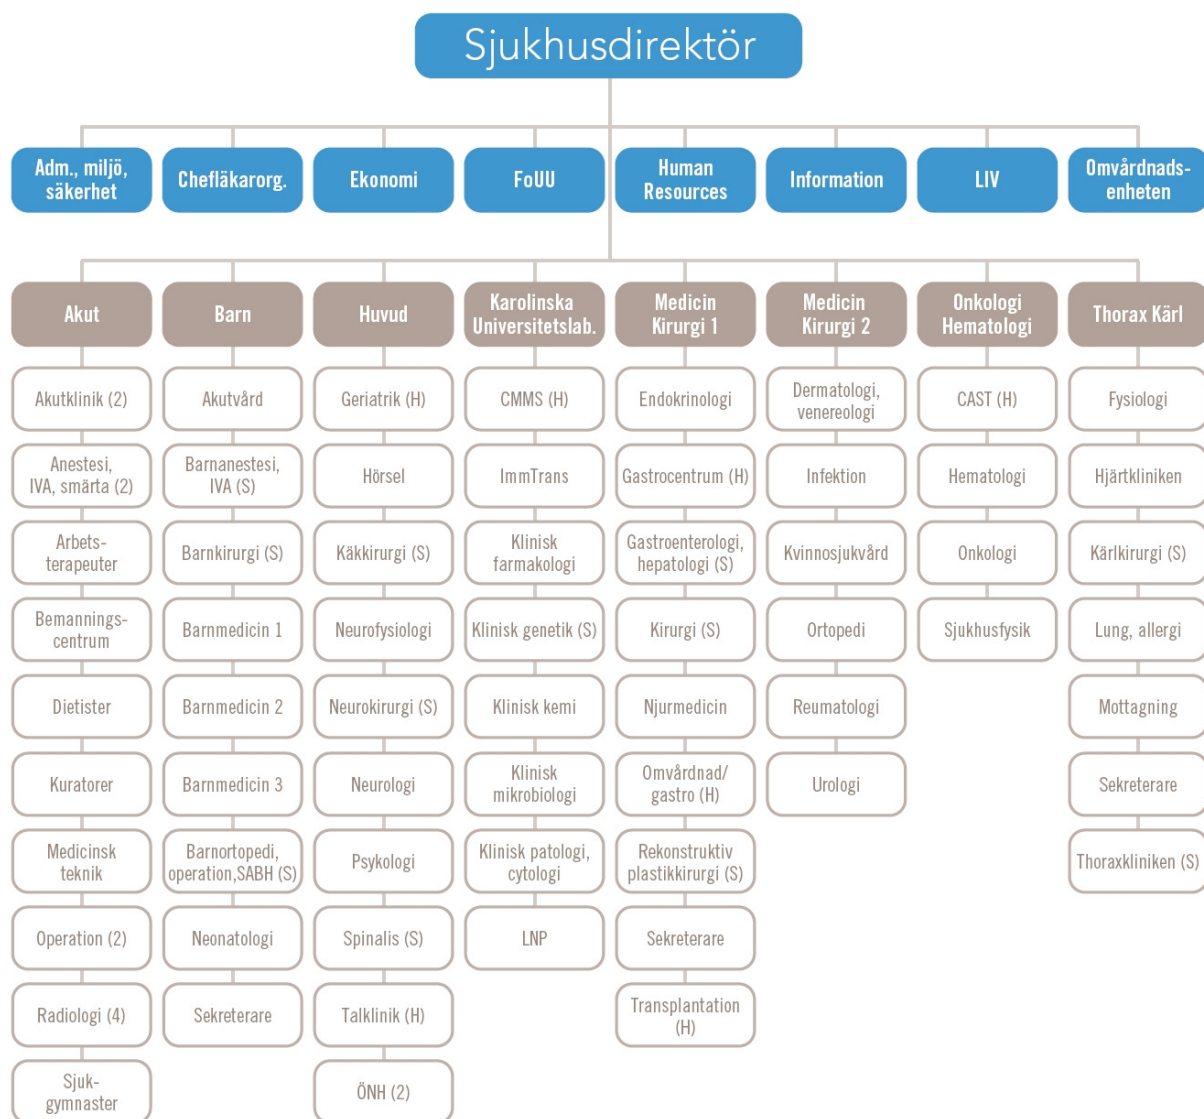 Sjukhusdirektör
Adm., miljö,
säkerhet
Chefläkarorg.
Ekonomi
FoUU
Human
Resources
Information
LIV
Omvårdnads-
enheten
Akut
Barn
Huvud
Karolinska
Universitetslab.
Medicin
Kirurgi 1
Medicin
Kirurgi 2
Onkologi
Hematologi
Thorax Kärl
Akutklinik (2)
Anestesi,
IVA, smärta (2)
Arbets-
terapeuter
Bemannings-
centrum
Dietister
Kuratorer
Medicinsk
teknik
Operation (2)
Radiologi (4)
Sjuk-
gymnaster
Akutvård
Barnanestesi,
IVA (S)
Barnkirurgi (S)
Barnmedicin 1
Barnmedicin 2
Barnmedicin 3
Barnortopedi,
operation,SABH (S)
Neonatologi
Sekreterare
Geriatrik (H)
Hörsel
Käkkirurgi (S)
Neurofysiologi
Neurokirurgi (S)
Neurologi
Psykologi
Spinalis (S)
Talklinik (H)
ÖNH (2)
CMMS (H)
ImmTrans
Klinisk
farmakologi
Klinisk genetik (S)
Klinisk kemi
Klinisk
mikrobiologi
Klinisk patologi,
cytologi
LNP
Endokrinologi
Gastrocentrum (H)
Gastroenterologi,
hepatologi (S)
Kirurgi (S)
Njurmedicin
Omvårdnad/
gastro (H)
Rekonstruktiv
plastikkirurgi (S)
Sekreterare
Transplantation
(H)
Dermatologi,
venereologi
Infektion
Kvinnosjukvård
Ortopedi
Reumatologi
Urologi
CAST (H)
Hematologi
Onkologi
Sjukhusfysik
Fysiologi
Hjärtkliniken
Kärlkirurgi (S)
Lung, allergi
Mottagning
Sekreterare
Thoraxkliniken (S)